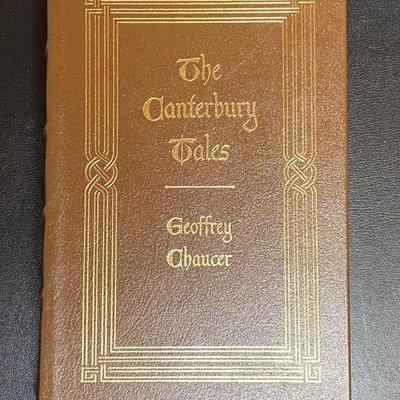 The
Canterbury
Tales
Geoffrey
Chaucer